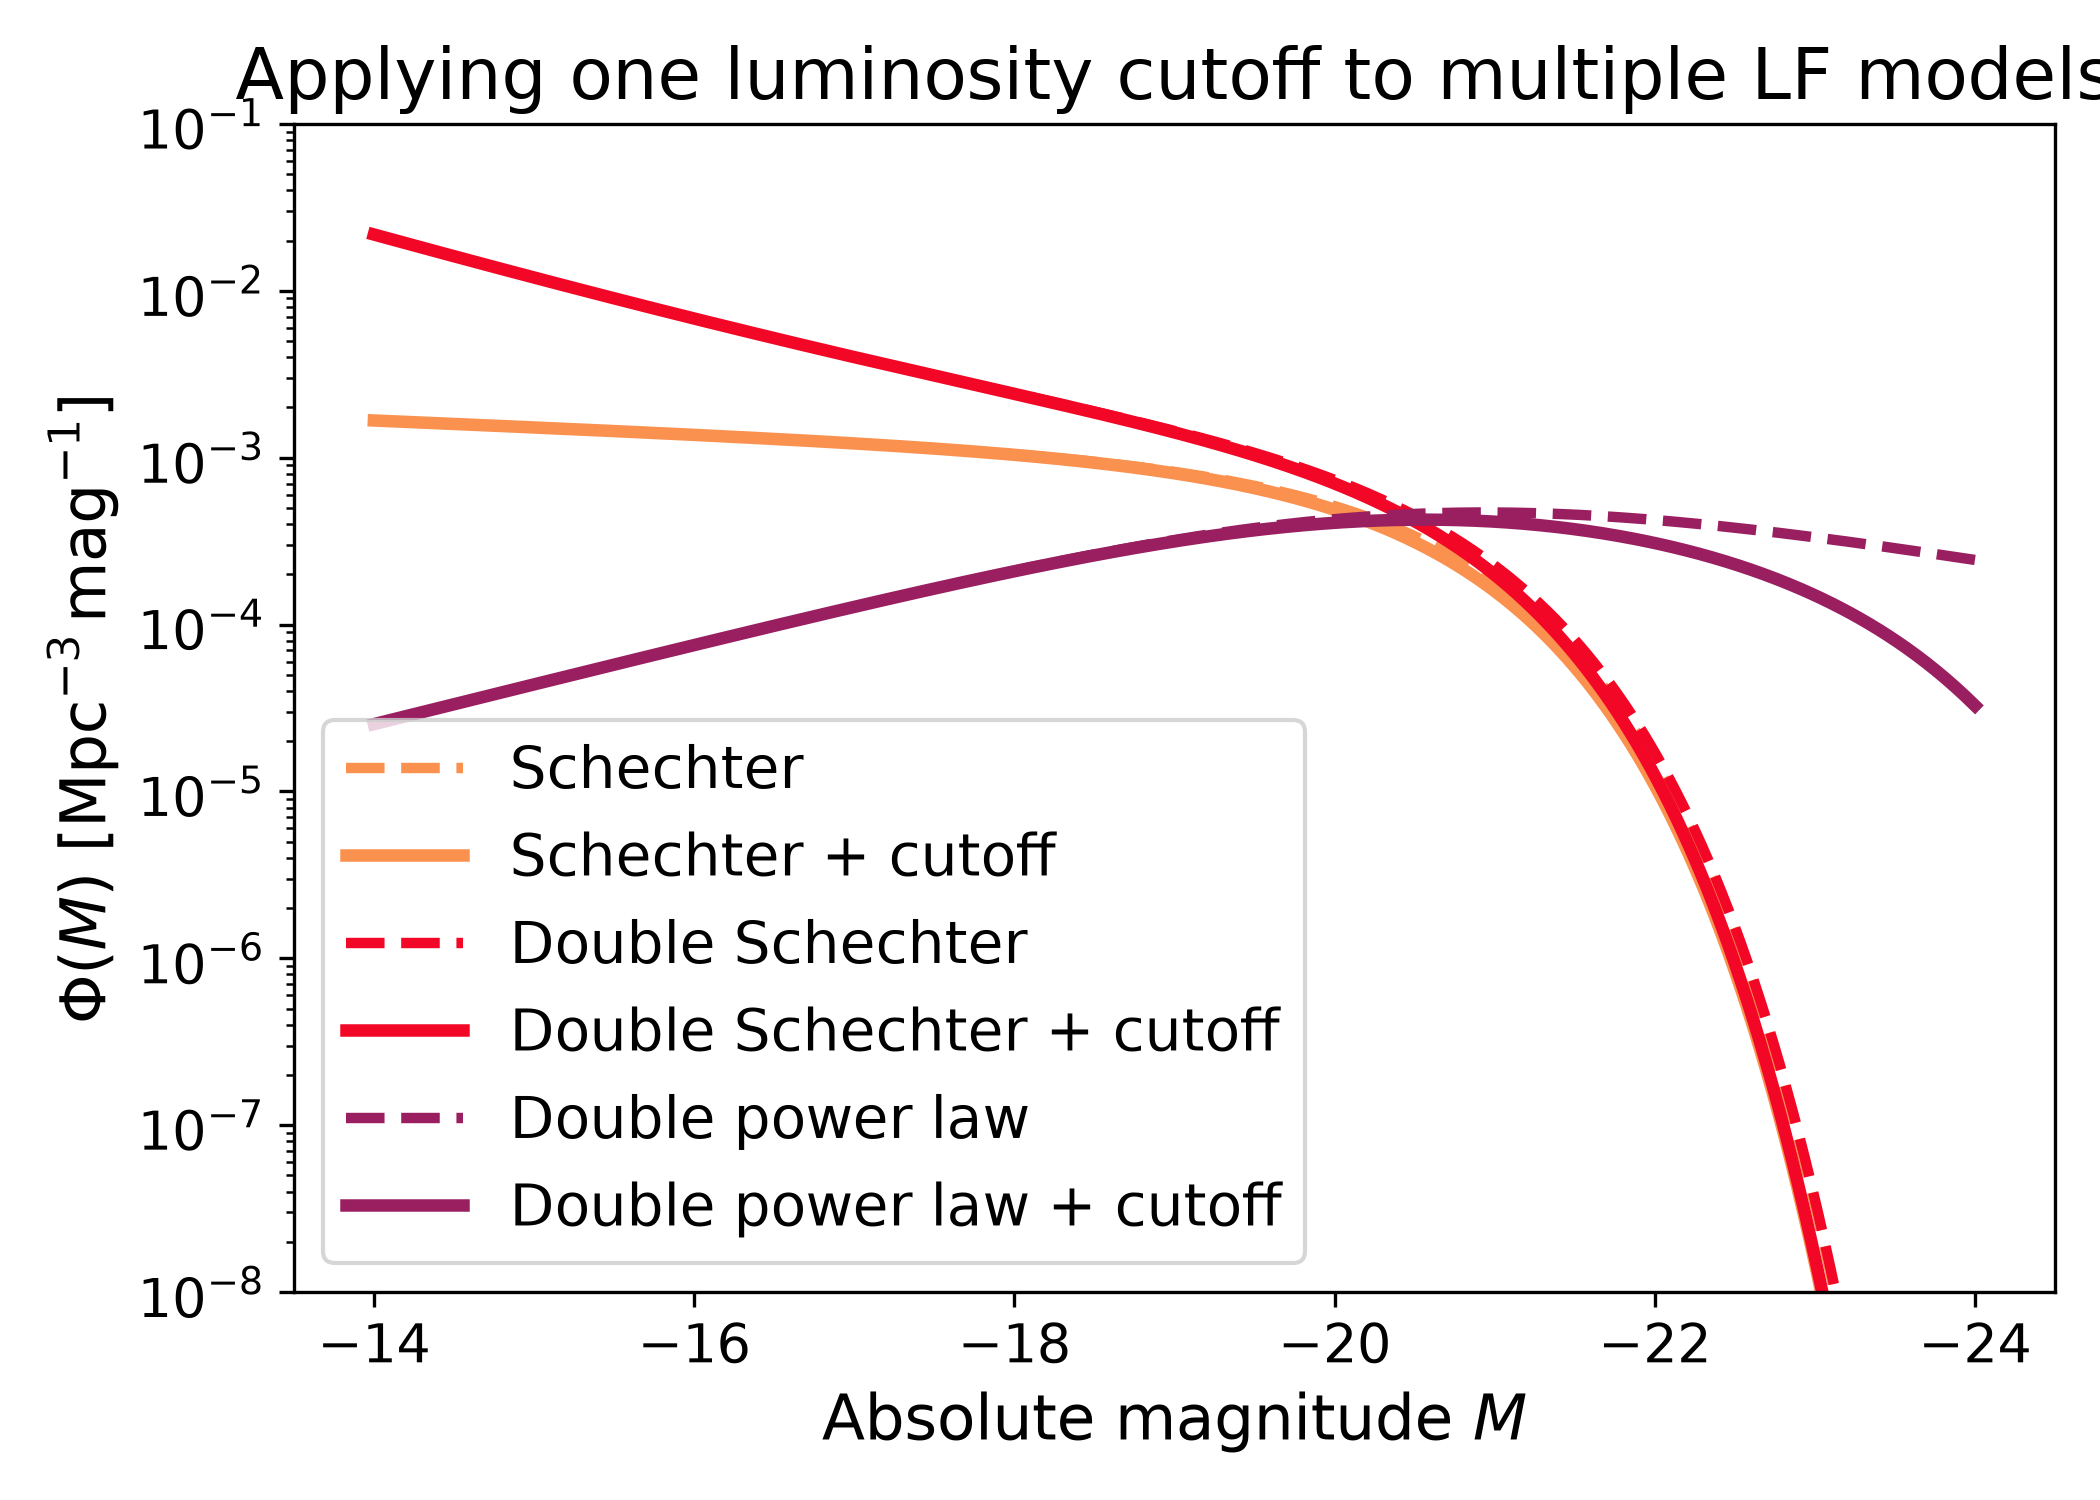 Applying one luminosity cutoff to multiple LF models
10⁻¹
10⁻²
10⁻³
10⁻⁴
10⁻⁵
10⁻⁶
10⁻⁷
10⁻⁸
Φ(M) [Mpc⁻³ mag⁻¹]
Schechter
Schechter + cutoff
Double Schechter
Double Schechter + cutoff
Double power law
Double power law + cutoff
−14 −16 −18 −20 −22 −24
Absolute magnitude M